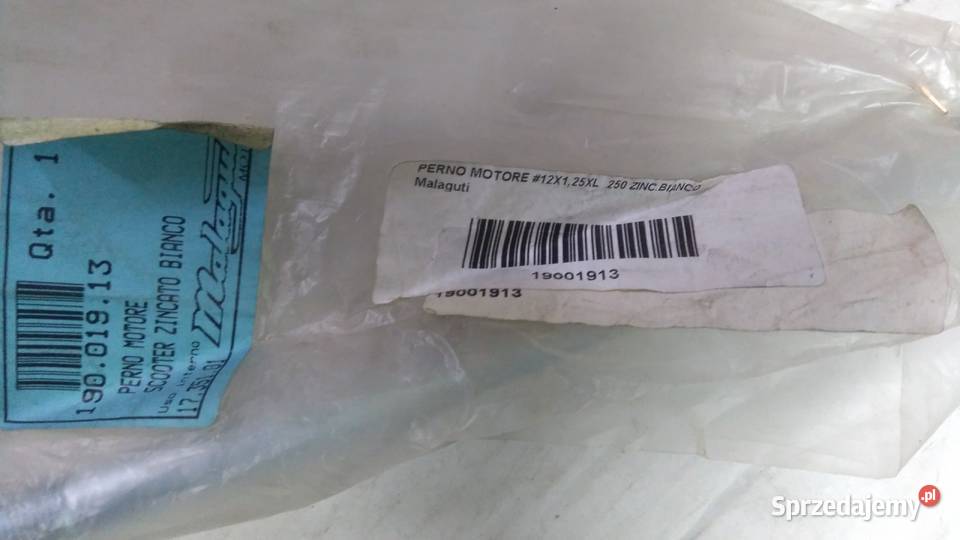 Qta. 1
190.019.13
PERNO MOTORE
SCOOTER ZINCATO BIANCO
Uso interno
17.351.01
PERNO MOTORE #12X1,25XL 250 ZINC.BIANCO
Malaguti
19001913
19001913
Sprzedajemy.pl